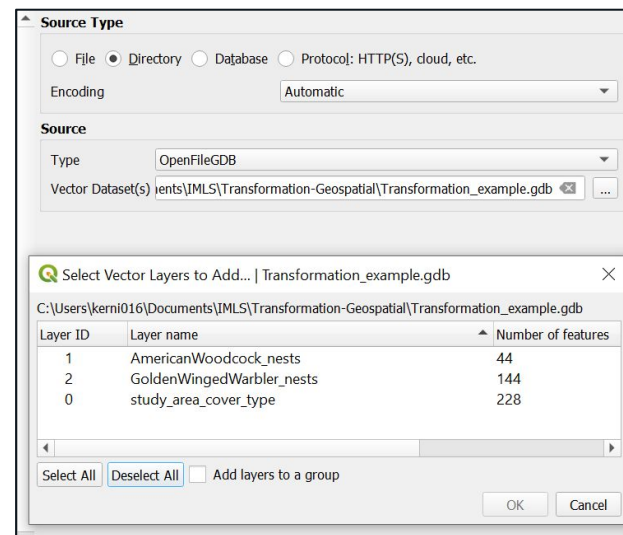 Source Type
File Directory Database Protocol: HTTP(S), cloud, etc.
Encoding Automatic
Source
Type OpenFileGDB
Vector Dataset(s) ients\IMLS\Transformation-Geospatial\Transformation_example.gdb ...
Select Vector Layers to Add... | Transformation_example.gdb
C:\Users\kerni016\Documents\IMLS\Transformation-Geospatial\Transformation_example.gdb
Layer ID Layer name Number of features
1 AmericanWoodcock_nests 44
2 GoldenWingedWarbler_nests 144
0 study_area_cover_type 228
Select All Deselect All Add layers to a group
OK Cancel